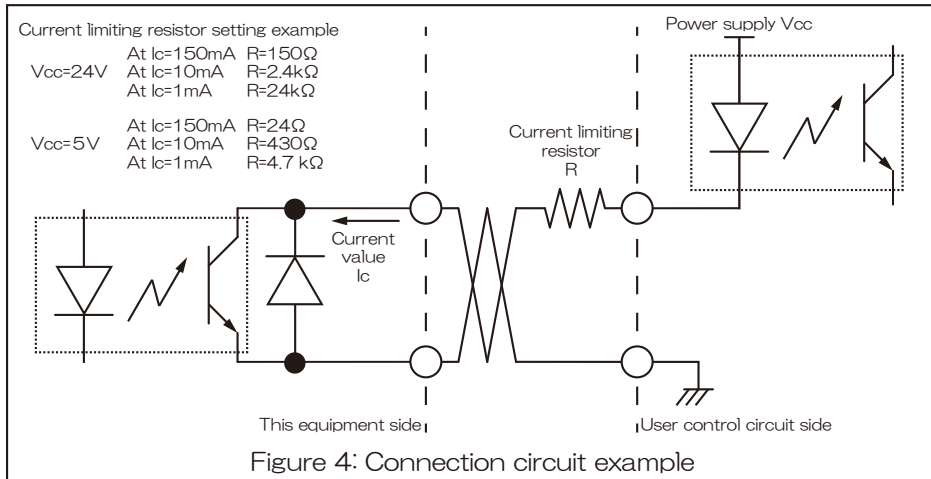 Current limiting resistor setting example
Vcc=24V
At Ic=150mA R=150Ω
At Ic=10mA R=2.4kΩ
At Ic=1mA R=24kΩ
Vcc=5V
At Ic=150mA R=24Ω
At Ic=10mA R=430Ω
At Ic=1mA R=4.7 kΩ
Power supply Vcc
Current limiting
resistor
R
Current
value
Ic
This equipment side
User control circuit side
Figure 4: Connection circuit example